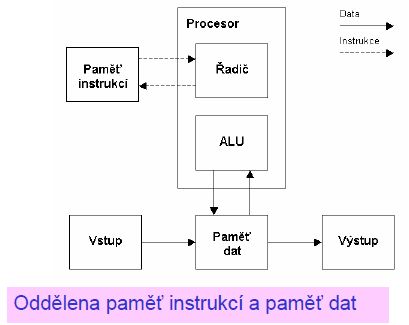 Procesor
Data
Instrukce
Paměť
instrukcí
Řadič
ALU
Vstup
Paměť
dat
Výstup
Oddělena paměť instrukcí a paměť dat